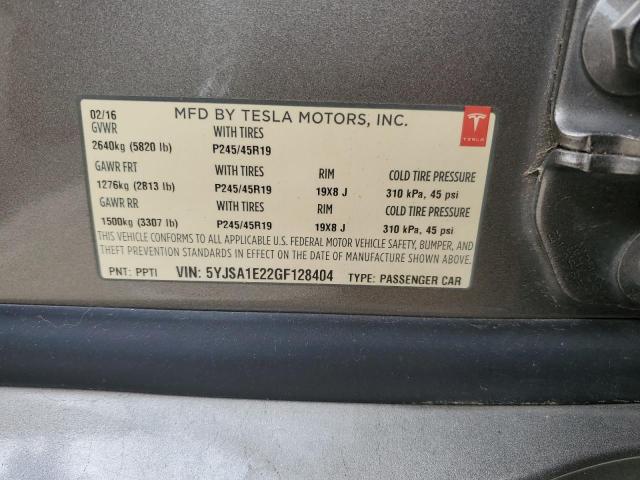 02/16 MFD BY TESLA MOTORS, INC.
GVWR WITH TIRES
2640kg (5820 lb) P245/45R19
GAWR FRT WITH TIRES RIM COLD TIRE PRESSURE
1276kg (2813 lb) P245/45R19 19X8 J 310 kPa, 45 psi
GAWR RR WITH TIRES RIM COLD TIRE PRESSURE
1500kg (3307 lb) P245/45R19 19X8 J 310 kPa, 45 psi
THIS VEHICLE CONFORMS TO ALL APPLICABLE U.S. FEDERAL MOTOR VEHICLE SAFETY, BUMPER, AND
THEFT PREVENTION STANDARDS IN EFFECT ON THE DATE OF MANUFACTURE SHOWN ABOVE.
PNT: PPTI VIN: 5YJSA1E22GF128404 TYPE: PASSENGER CAR
TESLA